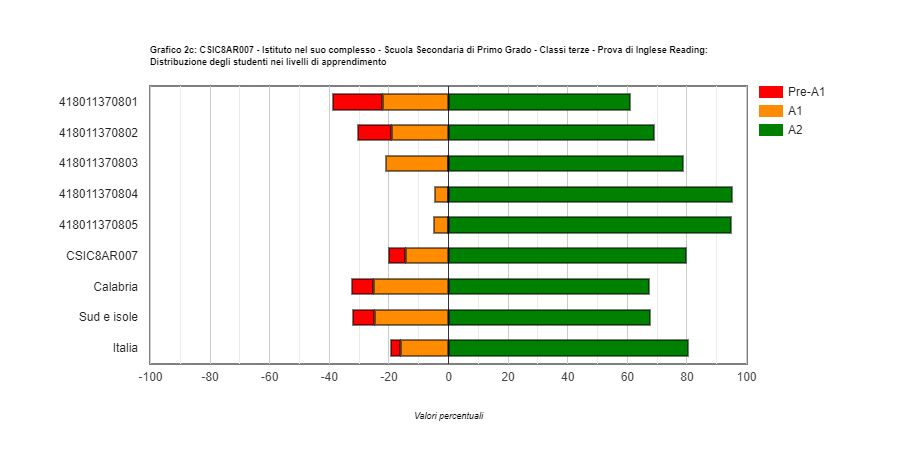 Grafico 2c: CSIC8AR007 - Istituto nel suo complesso - Scuola Secondaria di Primo Grado - Classi terze - Prova di Inglese Reading:
Distribuzione degli studenti nei livelli di apprendimento
Pre-A1
A1
A2
418011370801
418011370802
418011370803
418011370804
418011370805
CSIC8AR007
Calabria
Sud e isole
Italia
-100 -80 -60 -40 -20 0 20 40 60 80 100
Valori percentuali